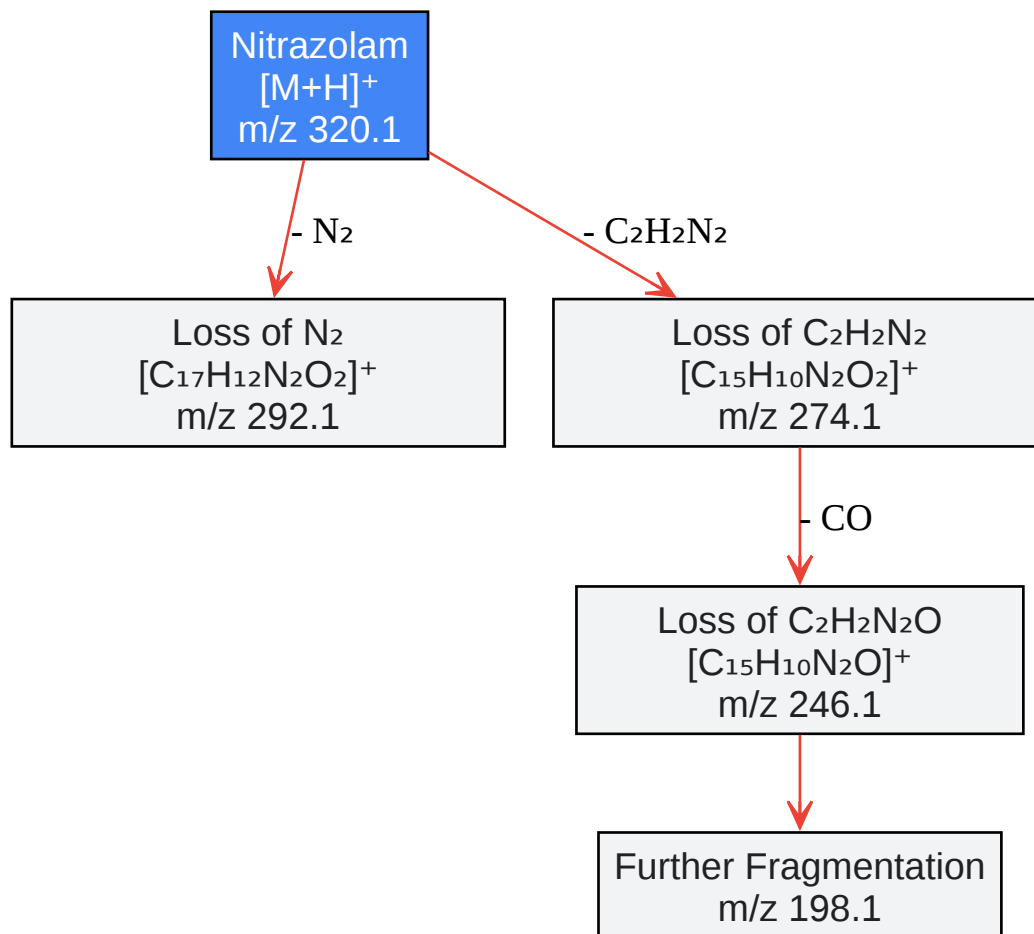 Nitrazolam
[M+H]⁺
m/z 320.1
- N₂
- C₂H₂N₂
Loss of N₂
[C₁₇H₁₂N₂O₂]⁺
m/z 292.1
Loss of C₂H₂N₂
[C₁₅H₁₀N₂O₂]⁺
m/z 274.1
- CO
Loss of C₂H₂N₂O
[C₁₅H₁₀N₂O]⁺
m/z 246.1
Further Fragmentation
m/z 198.1